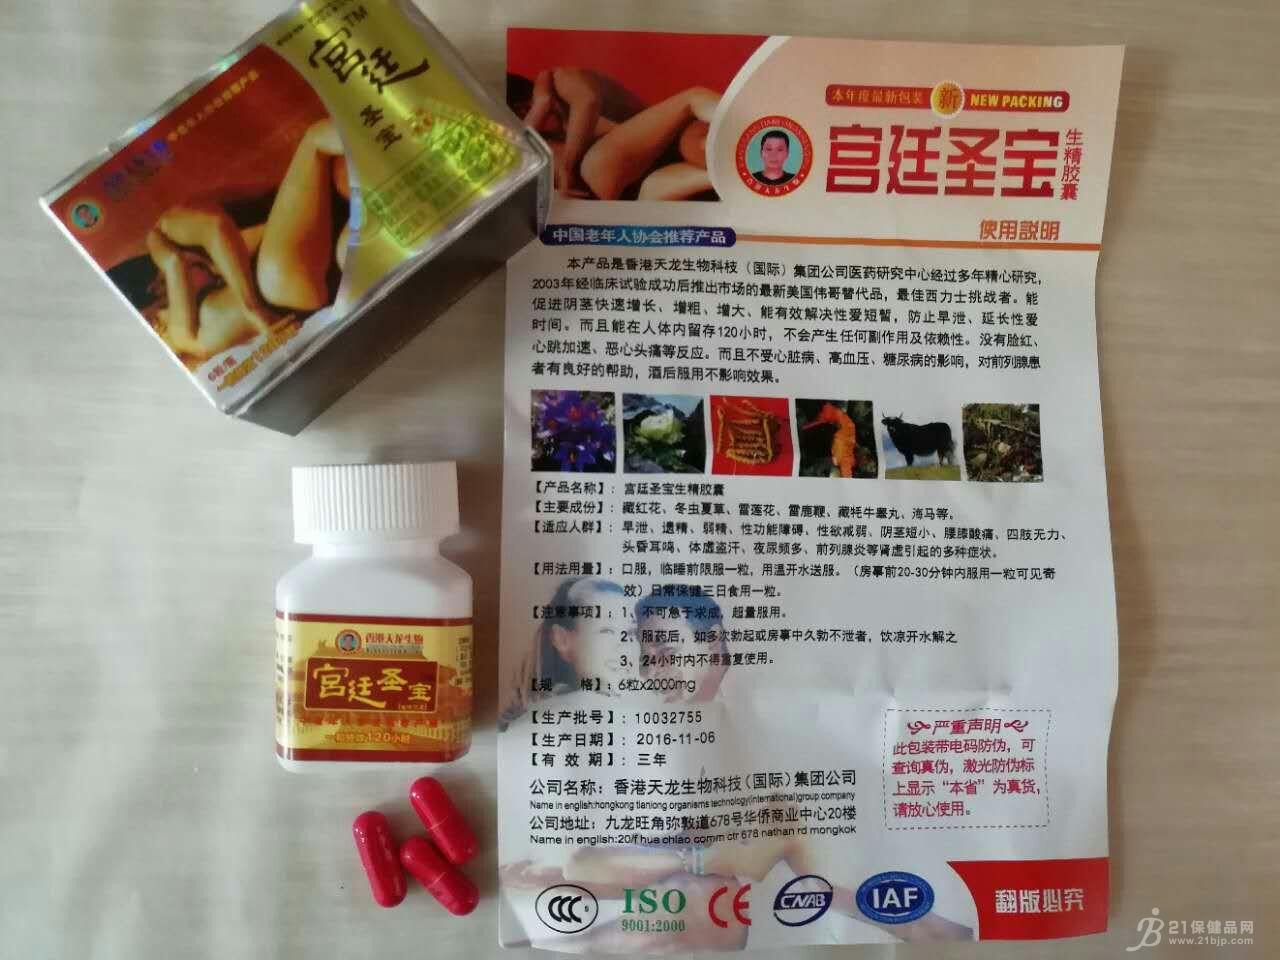 宫廷
TM
圣宝
6粒/盒
香港天龙生物
宫廷圣宝
一粒特效120小时
本年度最新包装 新 NEW PACKING
宫廷圣宝
生精胶囊
使用説明
中国老年人协会推荐产品
本产品是香港天龙生物科技（国际）集团公司医药研究中心经过多年精心研究，
2003年经临床试验成功后推出市场的最新美国伟哥替代品，最佳西力士挑战者。能
促进阴茎快速增长、增粗、增大、能有效解决性爱短暂，防止早泄、延长性爱
时间。而且能在人体内留存120小时，不会产生任何副作用及依赖性。没有脸红、
心跳加速、恶心头痛等反应。而且不受心脏病、高血压、糖尿病的影响，对前列腺患
者有良好的帮助，酒后服用不影响效果。
【产品名称】：宫廷圣宝生精胶囊
【主要成份】：藏红花、冬虫夏草、雷莲花、雷鹿鞭、藏牦牛睾丸、海马等。
【适应人群】：早泄、遗精、弱精、性功能障碍、性欲减弱、阴茎短小、腰膝酸痛、四肢无力、
头昏耳鸣、体虚盗汗、夜尿频多、前列腺炎等肾虚引起的多种症状。
【用法用量】：口服，临睡前限服一粒，用温开水送服。（房事前20-30分钟内服用一粒可见奇
效）日常保健三日食用一粒。
【注意事项】：1、不可急于求成，超量服用。
2、服药后，如多次勃起或房事中久勃不泄者，饮凉开水解之
3、24小时内不得重复使用。
【规 格】：6粒x2000mg
【生产批号】：10032755
【生产日期】：2016-11-06
【有 效 期】：三年
公司名称：香港天龙生物科技（国际）集团公司
Name in english:hongkong tianlong organisms technology(international)group company
公司地址：九龙旺角弥敦道678号华侨商业中心20楼
Name in english:20/f hua chiao comm ctr 678 nathan rd mongkok
严重声明
此包装带电码防伪，可
查询真伪，激光防伪标
上显示“本省”为真货，
请放心使用。
CCC
S
ISO
9001:2000
CE
CNAB
IAF
翻版必究
21保健品网
www.21bjp.com